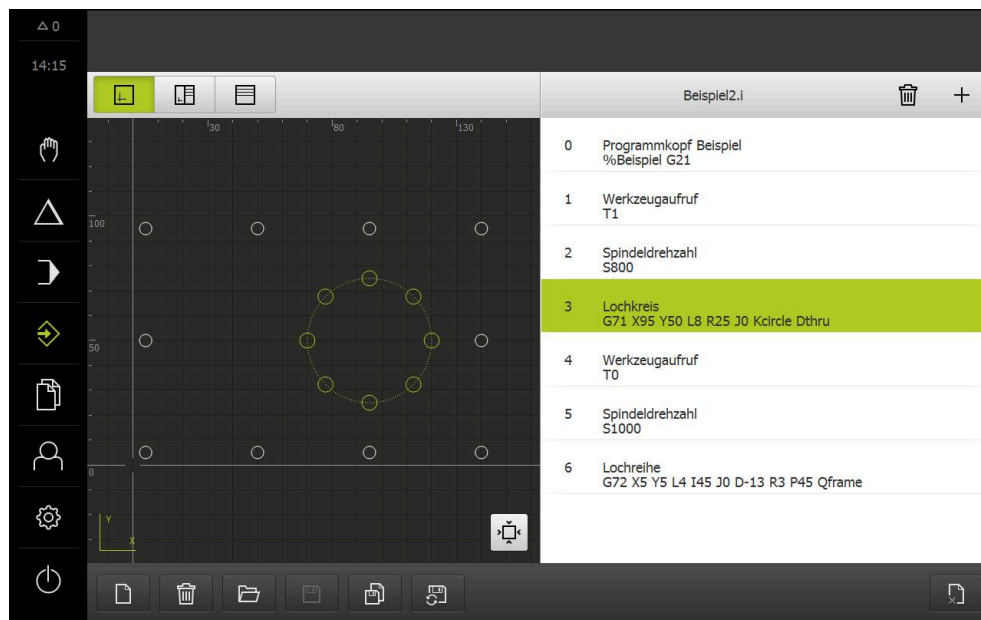 0
14:15
Beispiel2.i
30
80
130
100
50
0
Y
X
0 Programmkopf Beispiel
%Beispiel G21
1 Werkzeugaufruf
T1
2 Spindeldrehzahl
S800
3 Lochkreis
G71 X95 Y50 L8 R25 J0 Kcircle Dthru
4 Werkzeugaufruf
T0
5 Spindeldrehzahl
S1000
6 Lochreihe
G72 X5 Y5 L4 I45 J0 D-13 R3 P45 Qframe